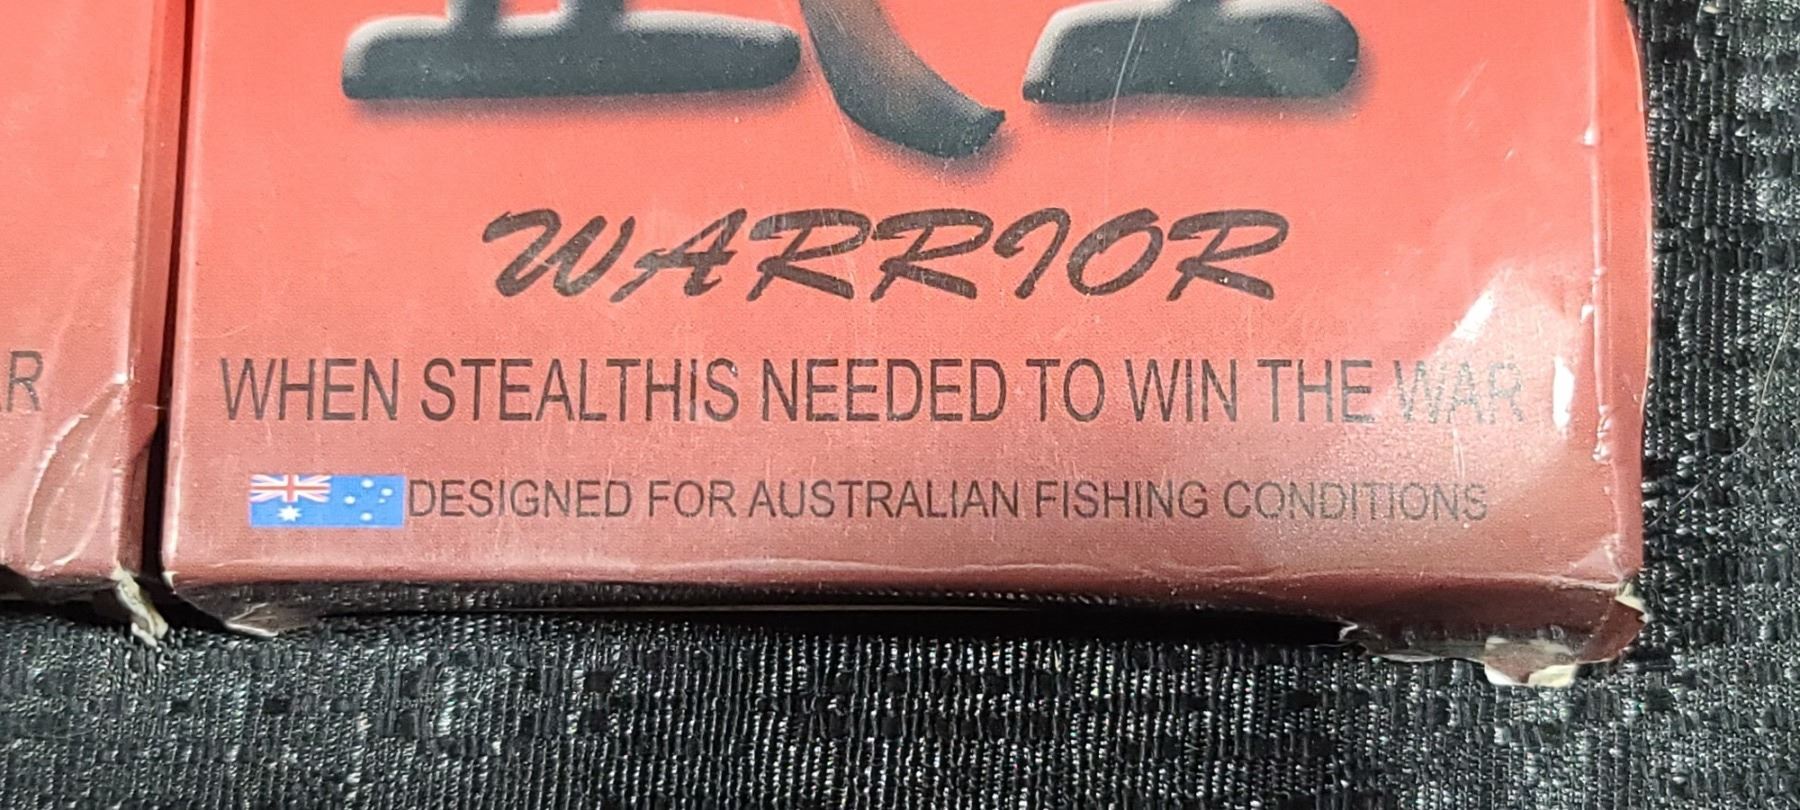 WARRIOR
WHEN STEALTHIS NEEDED TO WIN THE WAR
DESIGNED FOR AUSTRALIAN FISHING CONDITIONS